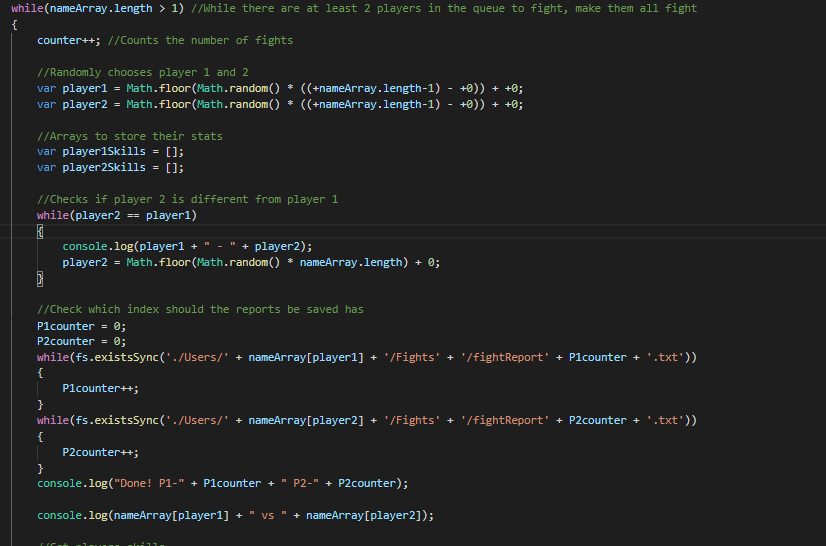 while(nameArray.length > 1) //While there are at least 2 players in the queue to fight, make them all fight
{
counter++; //Counts the number of fights
//Randomly chooses player 1 and 2
var player1 = Math.floor(Math.random() * ((+nameArray.length-1) - +0)) + +0;
var player2 = Math.floor(Math.random() * ((+nameArray.length-1) - +0)) + +0;
//Arrays to store their stats
var player1Skills = [];
var player2Skills = [];
//Checks if player 2 is different from player 1
while(player2 == player1)
{
console.log(player1 + " - " + player2);
player2 = Math.floor(Math.random() * nameArray.length) + 0;
}
//Check which index should the reports be saved has
P1counter = 0;
P2counter = 0;
while(fs.existsSync('./Users/' + nameArray[player1] + '/Fights' + '/fightReport' + P1counter + '.txt'))
{
P1counter++;
}
while(fs.existsSync('./Users/' + nameArray[player2] + '/Fights' + '/fightReport' + P2counter + '.txt'))
{
P2counter++;
}
console.log("Done! P1-" + P1counter + " P2-" + P2counter);
console.log(nameArray[player1] + " vs " + nameArray[player2]);